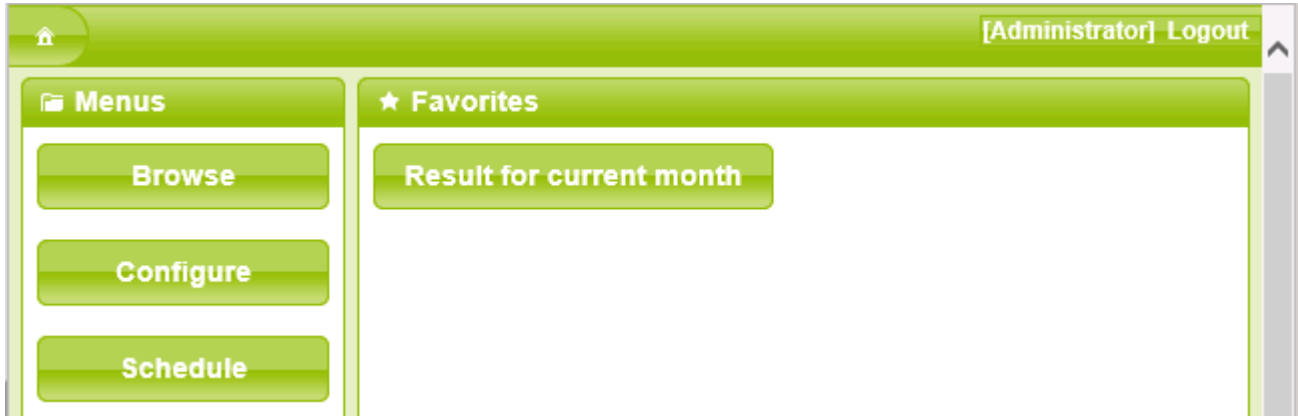 [Administrator] Logout
Menus
Favorites
Browse
Result for current month
Configure
Schedule